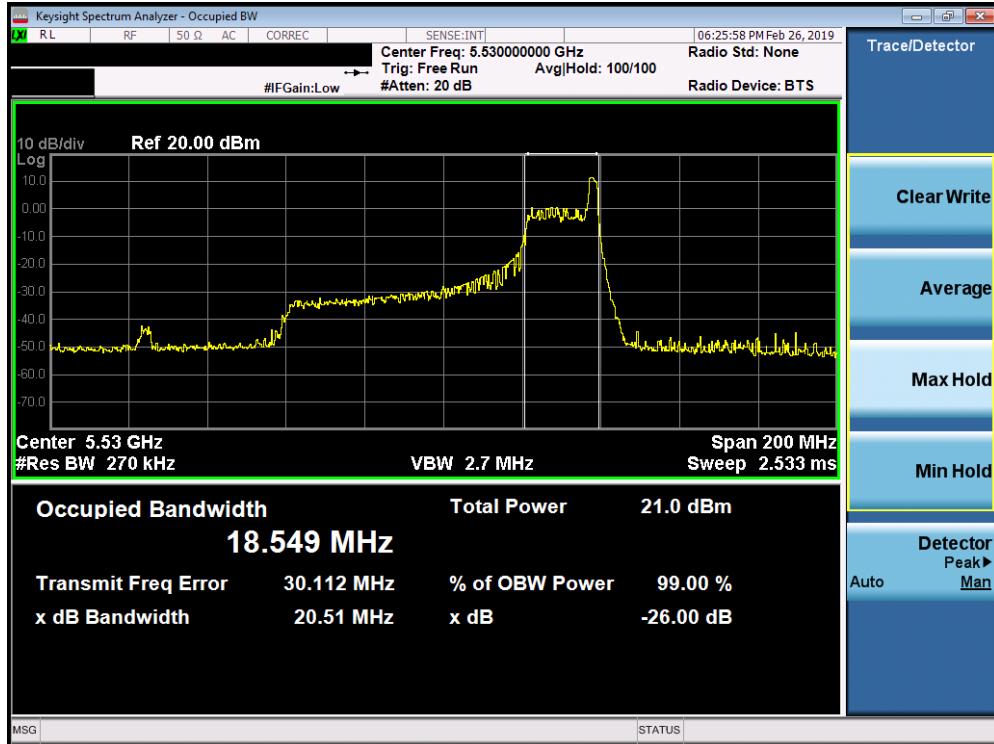 Keysight Spectrum Analyzer - Occupied BW
LXI RL RF 50 Ω AC CORREC SENSE:INT 06:25:58 PM Feb 26, 2019
Center Freq: 5.530000000 GHz Radio Std: None
Trig: Free Run Avg|Hold: 100/100
#IFGain:Low #Atten: 20 dB Radio Device: BTS
10 dB/div Ref 20.00 dBm
Log
10.0
0.00
-10.0
-20.0
-30.0
-40.0
-50.0
-60.0
-70.0
Center 5.53 GHz Span 200 MHz
#Res BW 270 kHz VBW 2.7 MHz Sweep 2.533 ms
Occupied Bandwidth Total Power 21.0 dBm
18.549 MHz
Transmit Freq Error 30.112 MHz % of OBW Power 99.00 %
x dB Bandwidth 20.51 MHz x dB -26.00 dB
MSG STATUS
Trace/Detector
Clear Write
Average
Max Hold
Min Hold
Detector
Peak▶
Auto Man